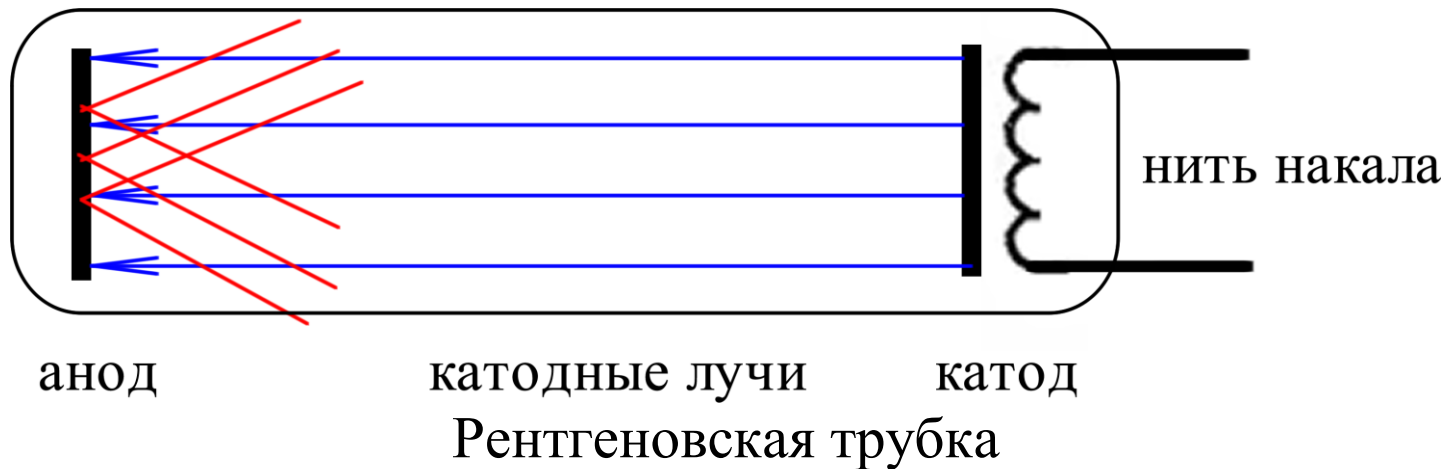 нить накала
анод катодные лучи катод
Рентгеновская трубка